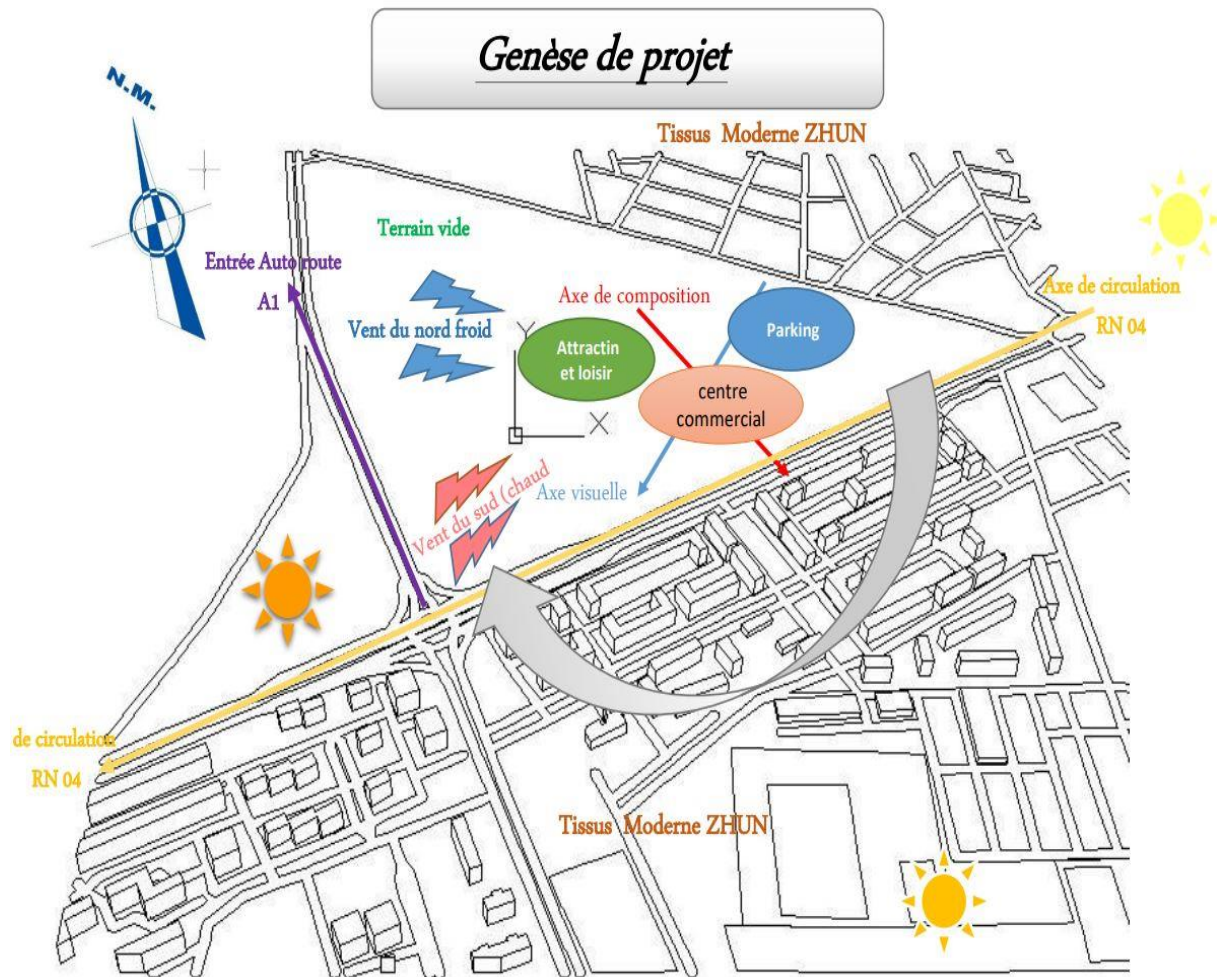 Genèse de projet
N.M.
Tissus Moderne ZHUN
Terrain vide
Entrée Auto route
A1
Axe de circulation
RN 04
Axe de composition
Parking
Vent du nord froid
Y
Attractin
et loisir
centre
commercial
X
Vent du sud (chaud
Axe visuelle
de circulation
RN 04
Tissus Moderne ZHUN